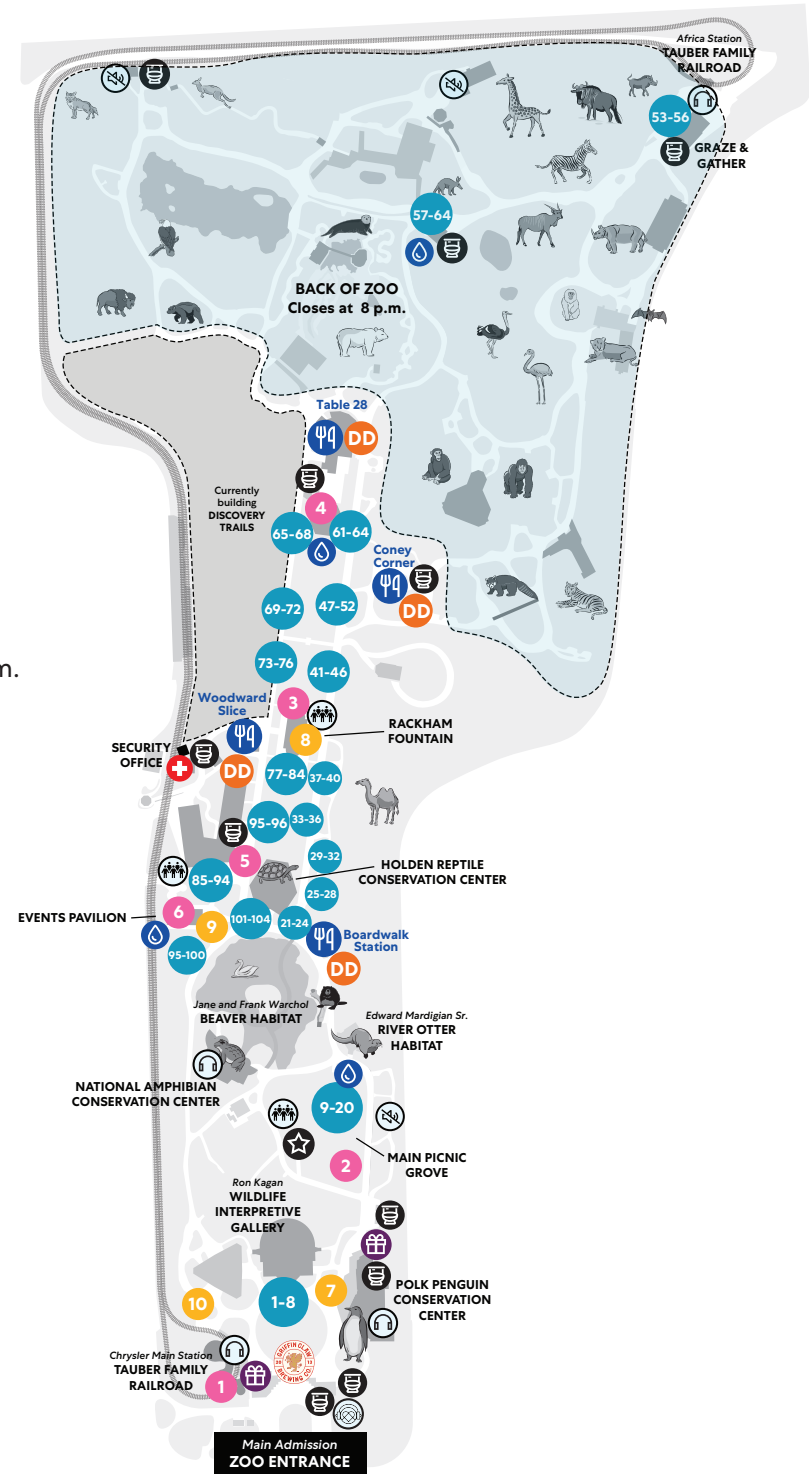 Africa Station
TAUBER FAMILY
RAILROAD
53-56
GRAZE &
GATHER
57-64
BACK OF ZOO
Closes at 8 p.m.
Table 28
DD
Currently
building
DISCOVERY
TRAILS
4
65-68
61-64
Coney
Corner
DD
69-72
47-52
m.
73-76
41-46
Woodward
Slice
3
8
RACKHAM
FOUNTAIN
SECURITY
OFFICE
DD
77-84
37-40
95-96
33-36
5
29-32
85-94
HOLDEN REPTILE
CONSERVATION CENTER
25-28
EVENTS PAVILION
6
9
101-104
21-24
95-100
Boardwalk
Station
DD
Jane and Frank Warchol
BEAVER HABITAT
Edward Mardigian Sr.
RIVER OTTER
HABITAT
NATIONAL AMPHIBIAN
CONSERVATION CENTER
9-20
MAIN PICNIC
GROVE
2
Ron Kagan
WILDLIFE
INTERPRETIVE
GALLERY
10
1-8
7
POLK PENGUIN
CONSERVATION
CENTER
Chrysler Main Station
TAUBER FAMILY
RAILROAD
1
GRIFFIN CLAW
20 13
BREWING CO.
Main Admission
ZOO ENTRANCE